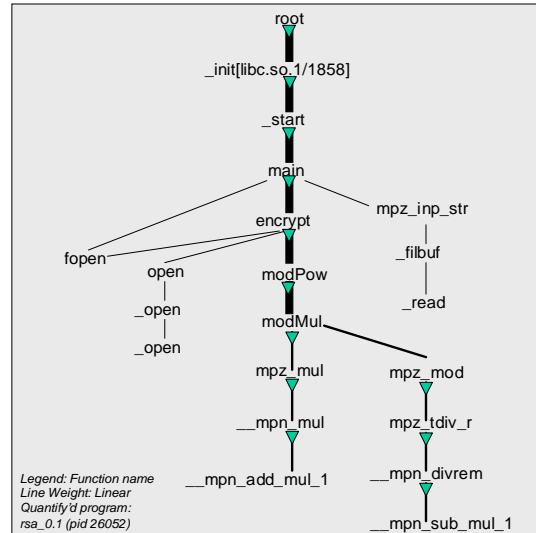 root
_init[libc.so.1/1858]
_start
main
mpz_inp_str
encrypt
fopen
open
_filbuf
modPow
_open
_read
modMul
_open
mpz_mul
mpz_mod
__mpn_mul
mpz_tdiv_r
__mpn_add_mul_1
__mpn_divrem
__mpn_sub_mul_1
Legend: Function name
Line Weight: Linear
Quantify'd program:
rsa_0.1 (pid 26052)